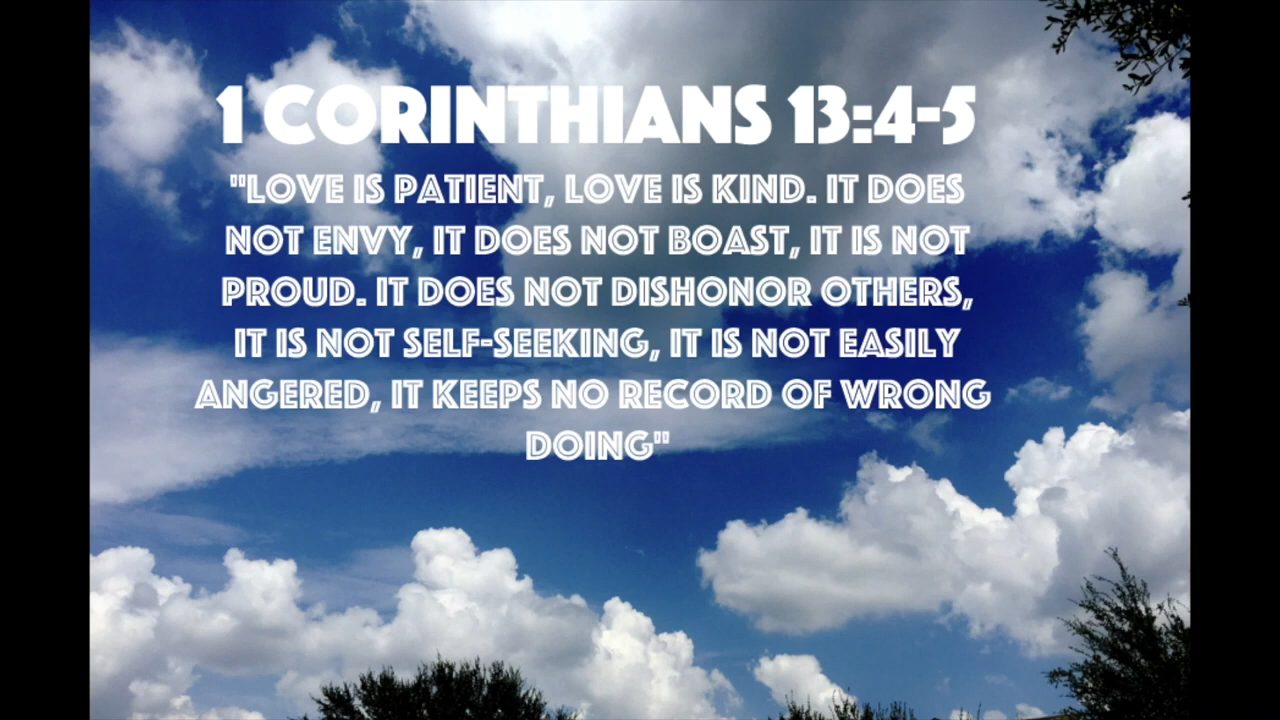 1 CORINTHIANS 13:4-5
"LOVE IS PATIENT, LOVE IS KIND. IT DOES
NOT ENVY, IT DOES NOT BOAST, IT IS NOT
PROUD. IT DOES NOT DISHONOR OTHERS,
IT IS NOT SELF-SEEKING, IT IS NOT EASILY
ANGERED, IT KEEPS NO RECORD OF WRONG
DOING"